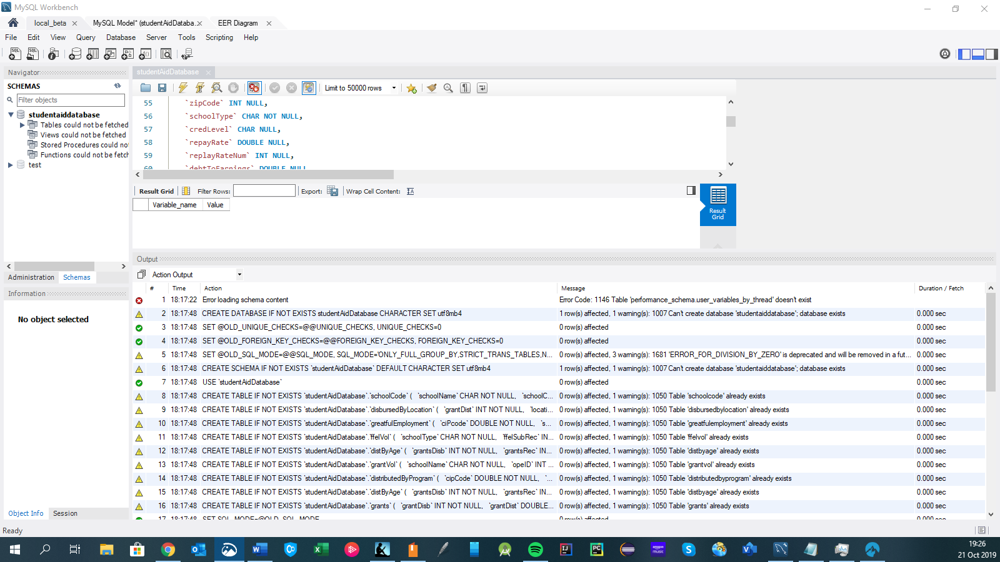 MySQL Workbench
local_beta
MySQL Model* (studentAidDataba..
EER Diagram
File Edit View Query Database Server Tools Scripting Help
Navigator
SCHEMAS
Filter objects
studentaiddatabase
Tables could not be fetched
Views could not be fetched
Stored Procedures could no
Functions could not be fetch
test
Administration Schemas
Information
No object selected
Object Info Session
studentAidDatabase
Limit to 50000 rows
55 `zipCode` INT NULL,
56 `schoolType` CHAR NOT NULL,
57 `credLevel` CHAR NULL,
58 `repayRate` DOUBLE NULL,
59 `replayRateNum` INT NULL,
60 `debtToEarnings` DOUBLE NULL
Result Grid Filter Rows: Export: Wrap Cell Content:
Variable_name Value
Result
Grid
Output
Action Output
# Time Action Message Duration / Fetch
1 18:17:22 Error loading schema content Error Code: 1146 Table 'performance_schema.user_variables_by_thread' doesn't exist
2 18:17:48 CREATE DATABASE IF NOT EXISTS studentAidDatabase CHARACTER SET utf8mb4 1 row(s) affected, 1 warning(s): 1007 Can't create database 'studentaiddatabase'; database exists 0.000 sec
3 18:17:48 SET @OLD_UNIQUE_CHECKS=@@UNIQUE_CHECKS, UNIQUE_CHECKS=0 0 row(s) affected 0.000 sec
4 18:17:48 SET @OLD_FOREIGN_KEY_CHECKS=@@FOREIGN_KEY_CHECKS, FOREIGN_KEY_CHECKS=0 0 row(s) affected 0.000 sec
5 18:17:48 SET @OLD_SQL_MODE=@@SQL_MODE, SQL_MODE='ONLY_FULL_GROUP_BY,STRICT_TRANS_TABLES,N... 0 row(s) affected, 3 warning(s): 1681 'ERROR_FOR_DIVISION_BY_ZERO' is deprecated and will be removed in a fut... 0.000 sec
6 18:17:48 CREATE SCHEMA IF NOT EXISTS `studentAidDatabase` DEFAULT CHARACTER SET utf8mb4 1 row(s) affected, 1 warning(s): 1007 Can't create database 'studentaiddatabase'; database exists 0.000 sec
7 18:17:48 USE `studentAidDatabase` 0 row(s) affected 0.000 sec
8 18:17:48 CREATE TABLE IF NOT EXISTS `studentAidDatabase`.`schoolCode` ( `schoolName` CHAR NOT NULL, `schoolC... 0 row(s) affected, 1 warning(s): 1050 Table 'schoolcode' already exists 0.000 sec
9 18:17:48 CREATE TABLE IF NOT EXISTS `studentAidDatabase`.`disbursedByLocation` ( `grantDist` INT NOT NULL, `locati... 0 row(s) affected, 1 warning(s): 1050 Table 'disbursedbylocation' already exists 0.000 sec
10 18:17:48 CREATE TABLE IF NOT EXISTS `studentAidDatabase`.`greatfulEmployment` ( `ciPcode` DOUBLE NOT NULL, `s... 0 row(s) affected, 1 warning(s): 1050 Table 'greatfulemployment' already exists 0.000 sec
11 18:17:48 CREATE TABLE IF NOT EXISTS `studentAidDatabase`.`ffelVol` ( `schoolType` CHAR NOT NULL, `ffelSubRec` IN... 0 row(s) affected, 1 warning(s): 1050 Table 'ffelvol' already exists 0.000 sec
12 18:17:48 CREATE TABLE IF NOT EXISTS `studentAidDatabase`.`distByAge` ( `grantsDisb` INT NOT NULL, `grantsRec` IN... 0 row(s) affected, 1 warning(s): 1050 Table 'distbyage' already exists 0.000 sec
13 18:17:48 CREATE TABLE IF NOT EXISTS `studentAidDatabase`.`grantVol` ( `schoolName` CHAR NOT NULL, `opeID` INT ... 0 row(s) affected, 1 warning(s): 1050 Table 'grantvol' already exists 0.000 sec
14 18:17:48 CREATE TABLE IF NOT EXISTS `studentAidDatabase`.`distributedByProgram` ( `cipCode` DOUBLE NOT NULL, `... 0 row(s) affected, 1 warning(s): 1050 Table 'distributedbyprogram' already exists 0.000 sec
15 18:17:48 CREATE TABLE IF NOT EXISTS `studentAidDatabase`.`distByAge` ( `grantsDisb` INT NOT NULL, `grantsRec` IN... 0 row(s) affected, 1 warning(s): 1050 Table 'distbyage' already exists 0.000 sec
16 18:17:48 CREATE TABLE IF NOT EXISTS `studentAidDatabase`.`grants` ( `grantDisb` INT NOT NULL, `grantDist` DOUBLE... 0 row(s) affected, 1 warning(s): 1050 Table 'grants' already exists 0.000 sec
17 18:17:48 SET SQL_MODE=@OLD_SQL_MODE 0 row(s) affected 0.000 sec
Ready
19:26
21 Oct 2019